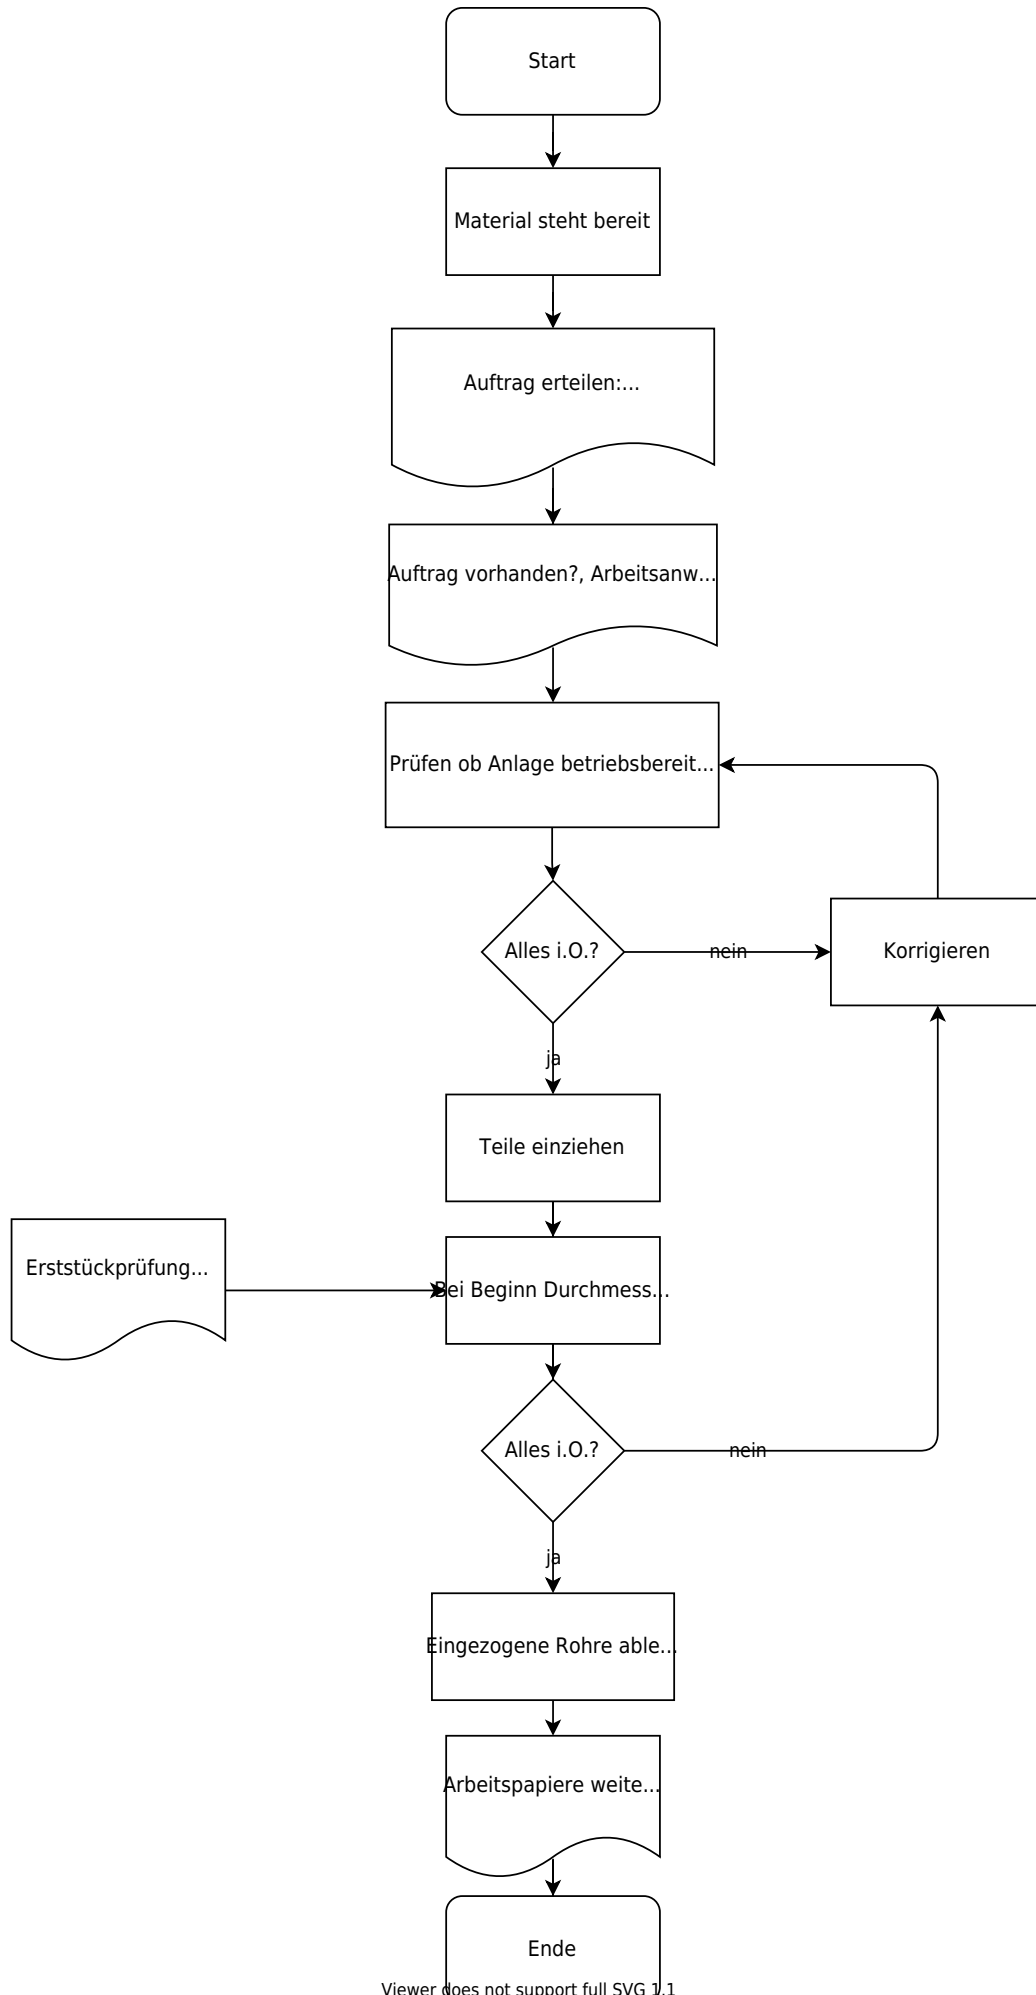 Start
Material steht bereit
Auftrag erteilen:...
Auftrag vorhanden?, Arbeitsanw...
Prüfen ob Anlage betriebsbereit...
Alles i.O.?
nein
Korrigieren
ja
Teile einziehen
Erststückprüfung...
Bei Beginn Durchmess...
Alles i.O.?
nein
ja
Eingezogene Rohre able...
Arbeitspapiere weite...
Ende
Viewer does not support full SVG 1.1